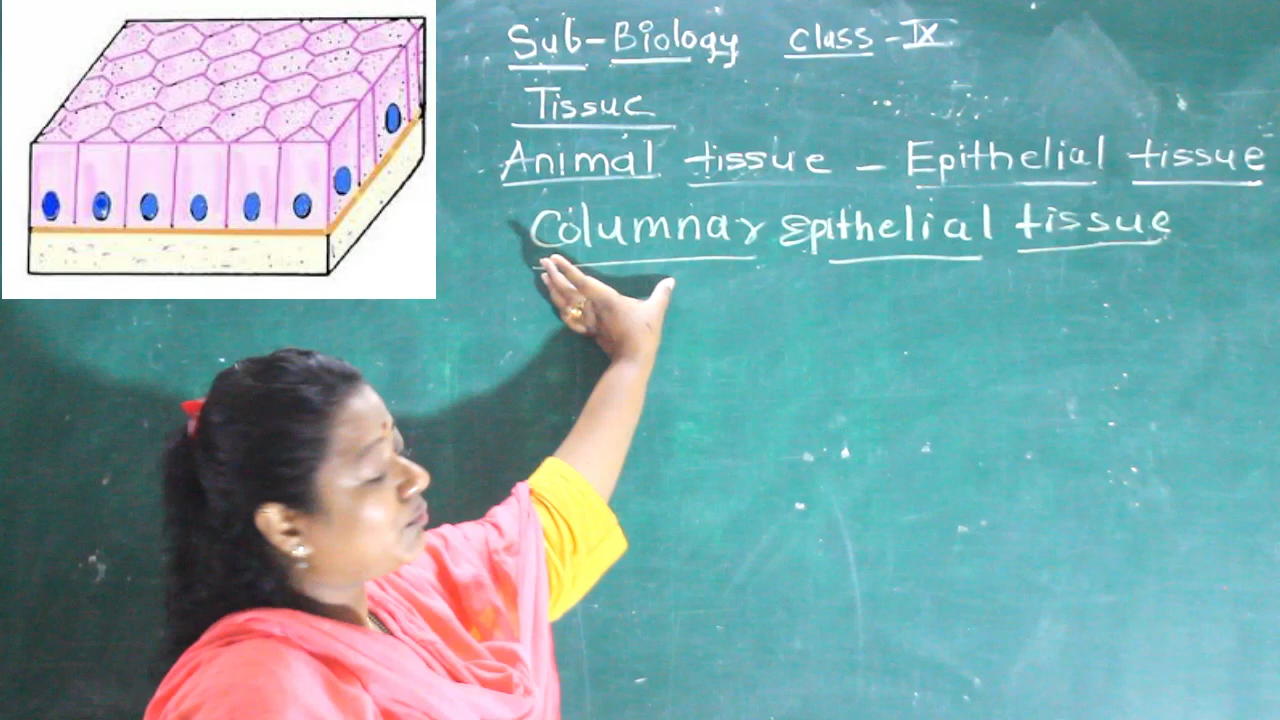 Sub-Biology class-IX
Tissue
Animal tissue - Epithelial tissue
Columnar Epithelial tissue